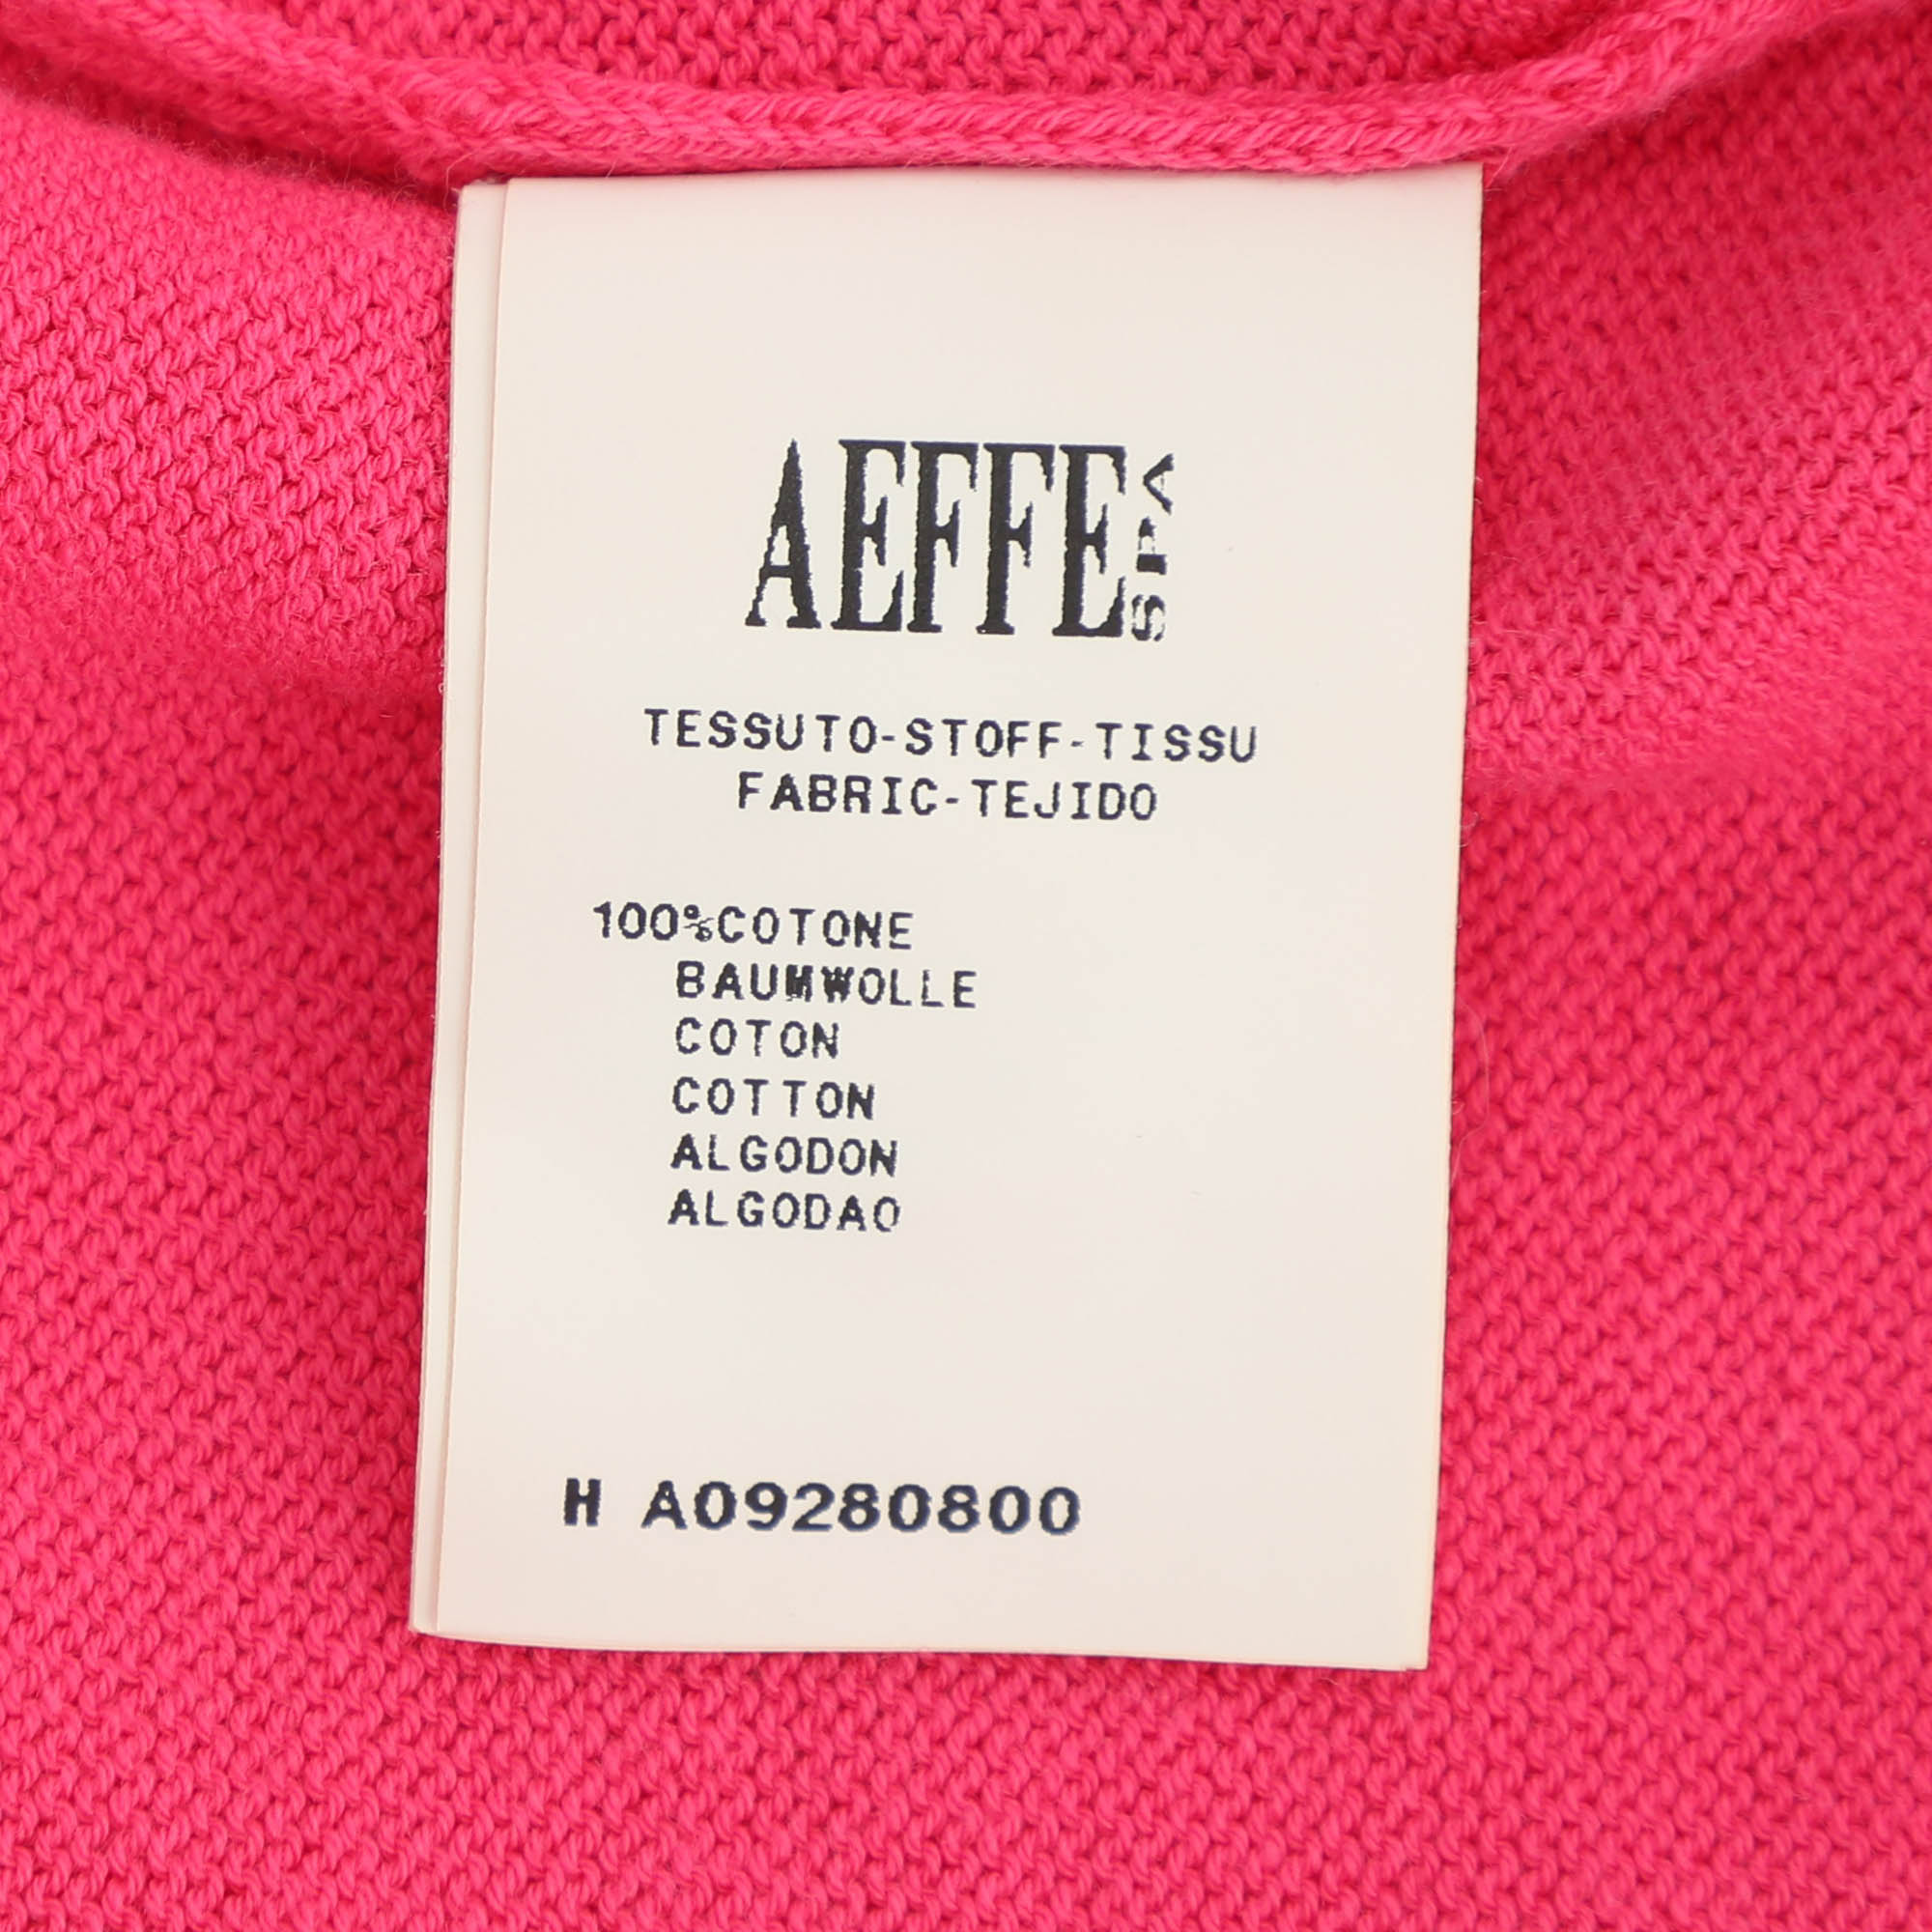 AEFFE SPA
TESSUTO-STOFF-TISSU
FABRIC-TEJIDO
100%COTONE
BAUMWOLLE
COTON
COTTON
ALGODON
ALGODAO
H A09280800